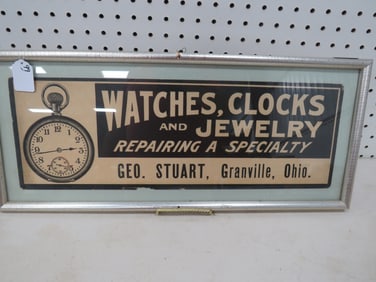 WATCHES, CLOCKS
AND JEWELRY
REPAIRING A SPECIALTY
GEO. STUART, Granville, Ohio.